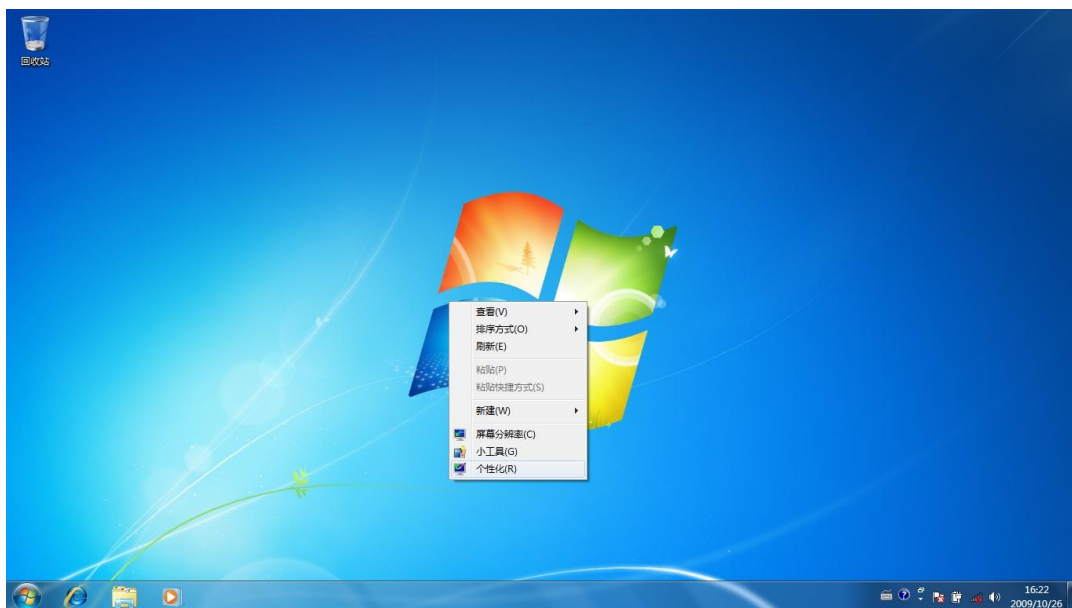 回收站
查看(V)
排序方式(O)
刷新(E)
粘贴(P)
粘贴快捷方式(S)
新建(W)
屏幕分辨率(C)
小工具(G)
个性化(R)
16:22
2009/10/26